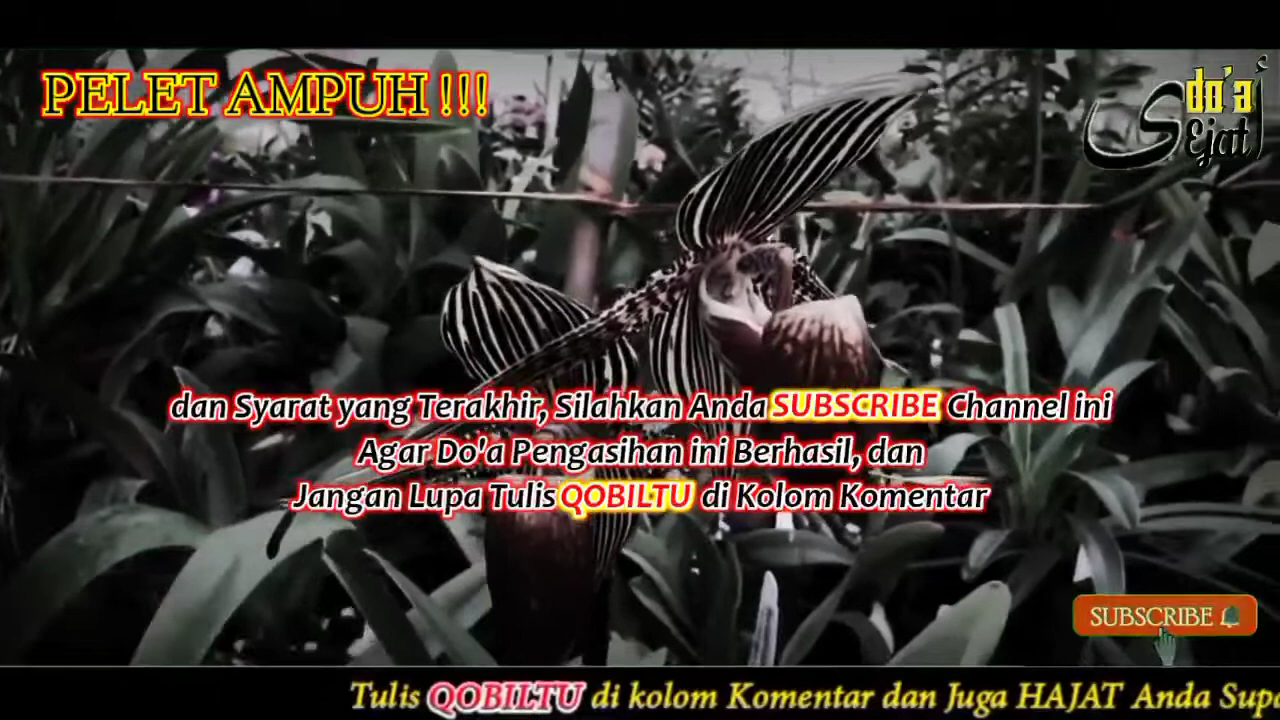 PELET AMPUH !!!
do'a
Sejati
dan Syarat yang Terakhir, Silahkan Anda SUBSCRIBE Channel ini
Agar Do'a Pengasihan ini Berhasil, dan
Jangan Lupa Tulis QOBILTU di Kolom Komentar
SUBSCRIBE
Tulis QOBILTU di kolom Komentar dan Juga HAJAT Anda Supa